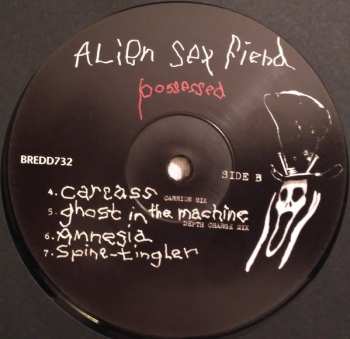 ALiEn Sex fiend
possessed
BREDD732
SIDE B
4. carcass CARRION MIX
5. ghost in the machine
DEPTH CHARGE MIX
6. Amnesia
7. Spine-tingler